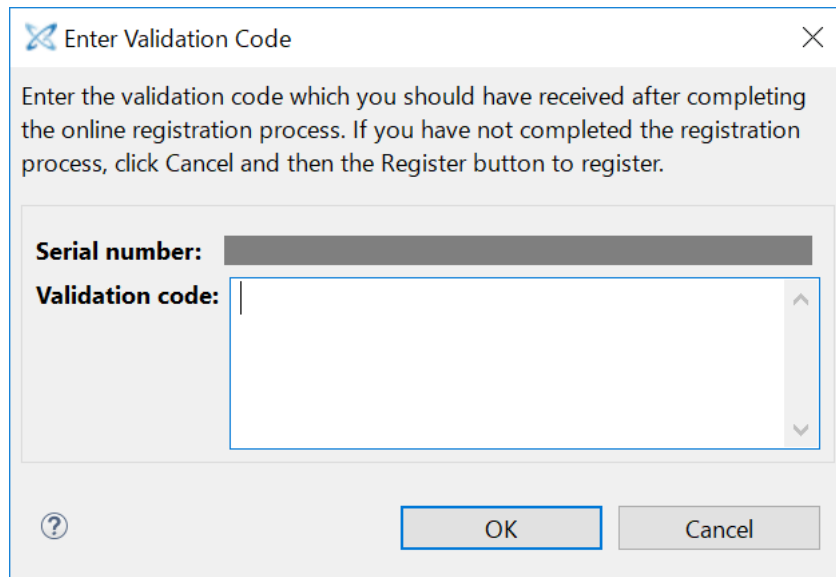 Enter Validation Code
Enter the validation code which you should have received after completing
the online registration process. If you have not completed the registration
process, click Cancel and then the Register button to register.
Serial number:
Validation code:
OK
Cancel